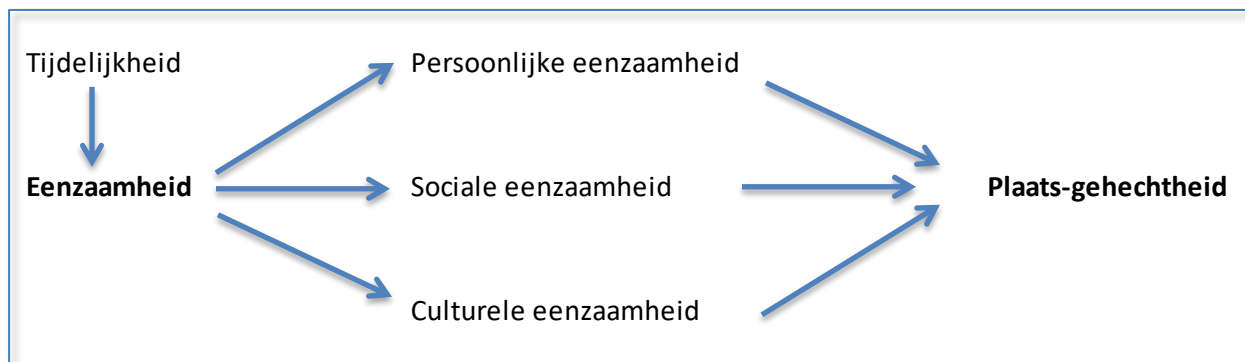 Tijdelijkheid
Persoonlijke eenzaamheid
Eenzaamheid
Sociale eenzaamheid
Plaats-gehechtheid
Culturele eenzaamheid